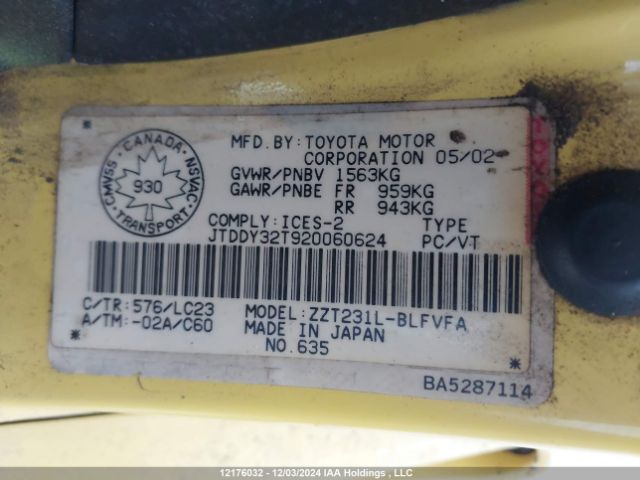 MFD. BY: TOYOTA MOTOR
CORPORATION 05/02
GVWR/PNBV 1563KG
GAWR/PNBE FR 959KG
RR 943KG
COMPLY: ICES-2 TYPE
JTDDY32T920060624 PC/VT
CANADA
CMVSS NSVAC
930
TRANSPORT
C/TR: 576/LC23 MODEL: ZZT231L-BLFVFA
A/TM: -02A/C60 MADE IN JAPAN
NO. 635
BA5287114
12176032 - 12/03/2024 IAA Holdings , LLC